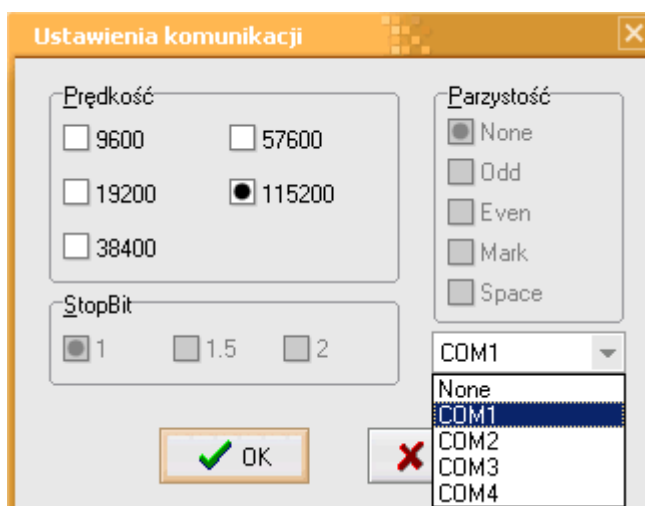 Ustawienia komunikacji
Prędkość
9600
57600
19200
115200
38400
StopBit
1
1.5
2
Parzystość
None
Odd
Even
Mark
Space
COM1
None
COM1
COM2
COM3
COM4
OK